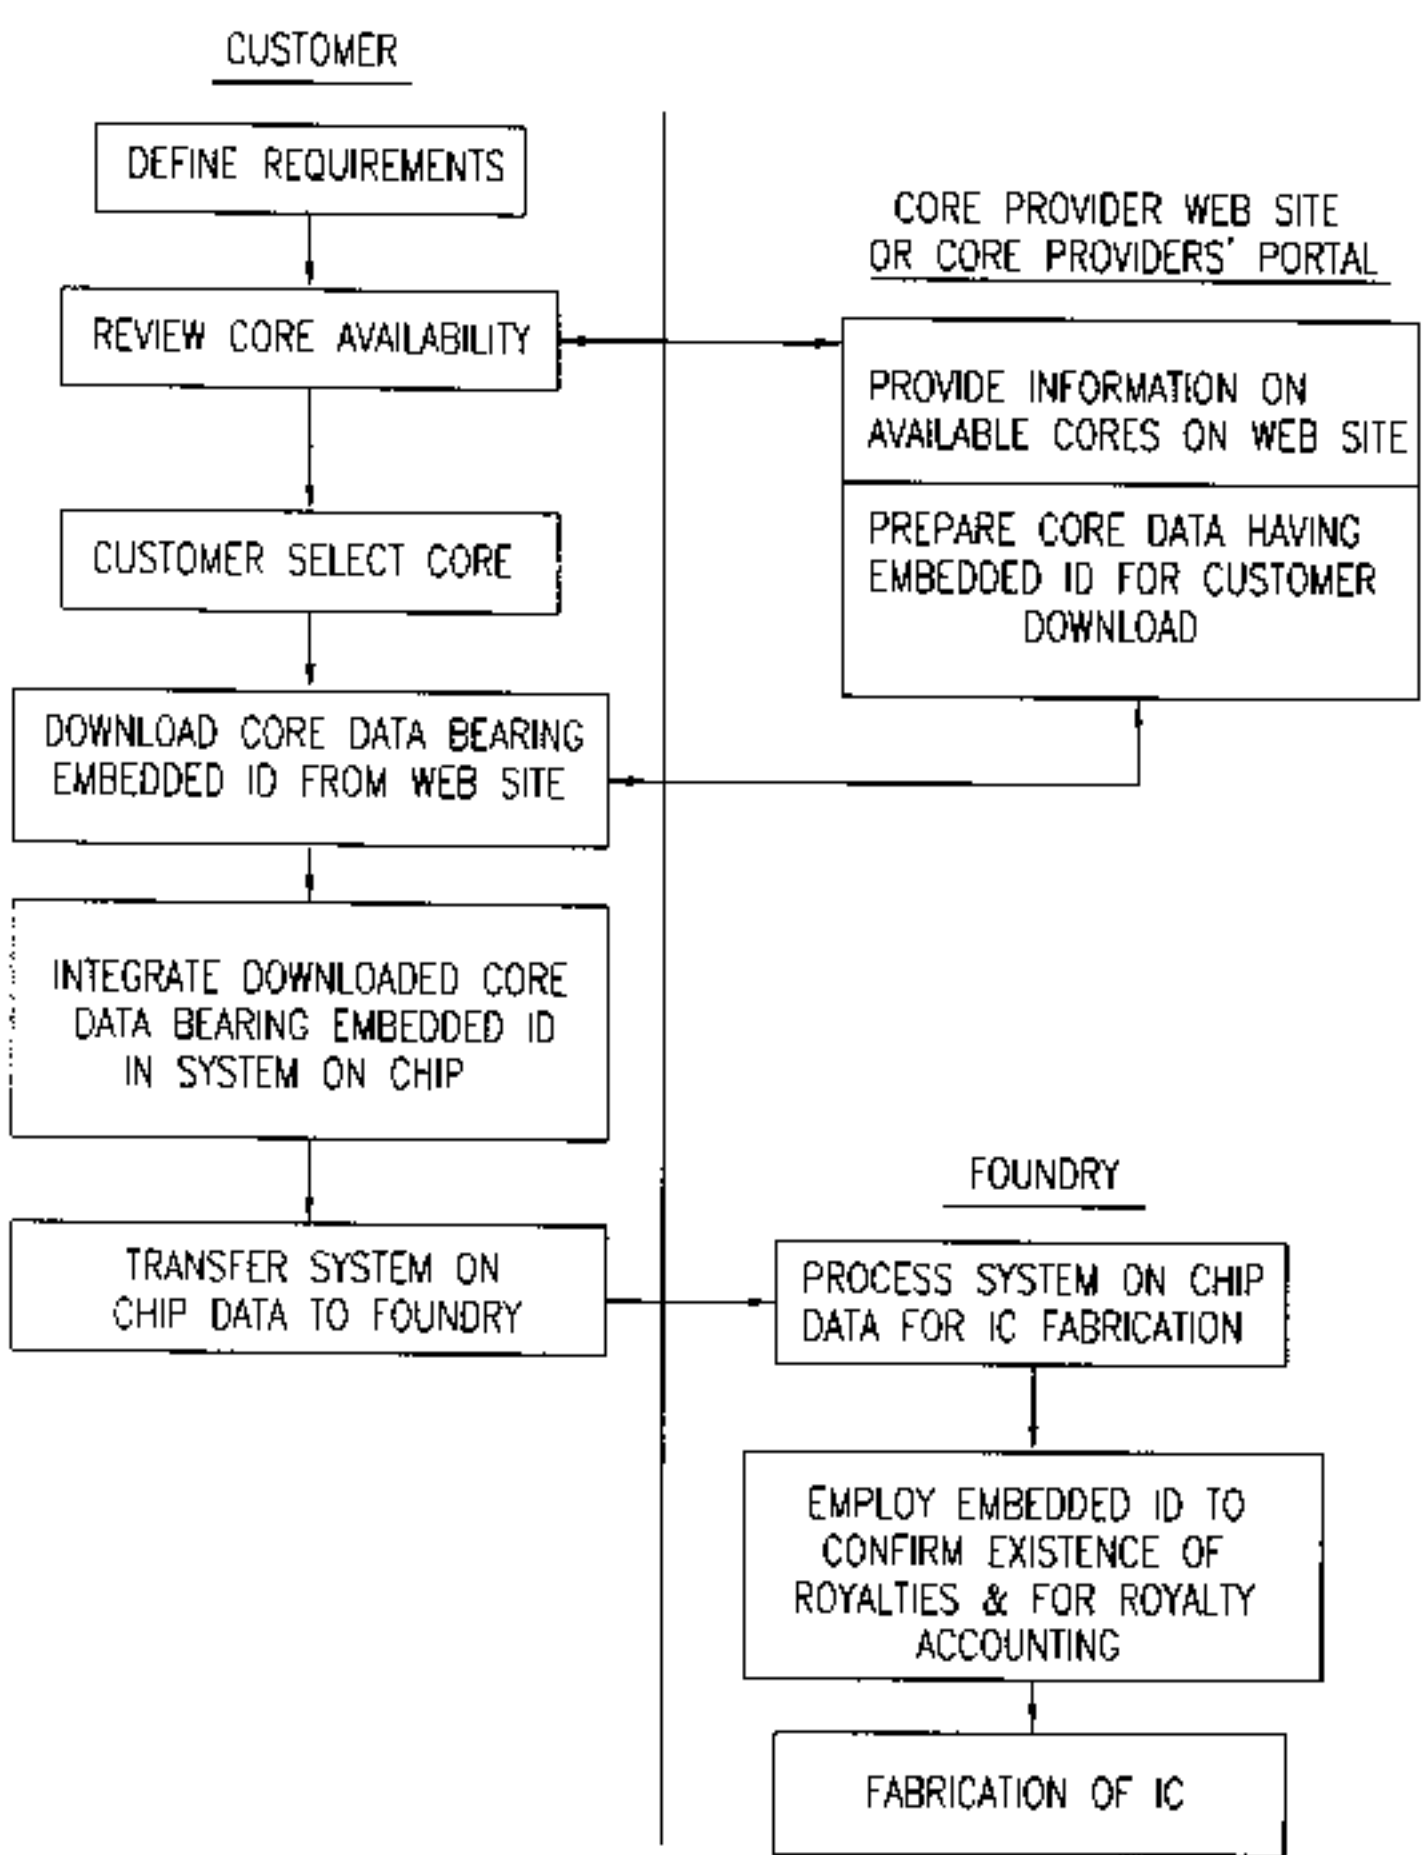 CUSTOMER
DEFINE REQUIREMENTS
REVIEW CORE AVAILABILITY
CUSTOMER SELECT CORE
DOWNLOAD CORE DATA BEARING
EMBEDDED ID FROM WEB SITE
INTEGRATE DOWNLOADED CORE
DATA BEARING EMBEDDED ID
IN SYSTEM ON CHIP
TRANSFER SYSTEM ON
CHIP DATA TO FOUNDRY
CORE PROVIDER WEB SITE
OR CORE PROVIDERS' PORTAL
PROVIDE INFORMATION ON
AVAILABLE CORES ON WEB SITE
PREPARE CORE DATA HAVING
EMBEDDED ID FOR CUSTOMER
DOWNLOAD
FOUNDRY
PROCESS SYSTEM ON CHIP
DATA FOR IC FABRICATION
EMPLOY EMBEDDED ID TO
CONFIRM EXISTENCE OF
ROYALTIES & FOR ROYALTY
ACCOUNTING
FABRICATION OF IC